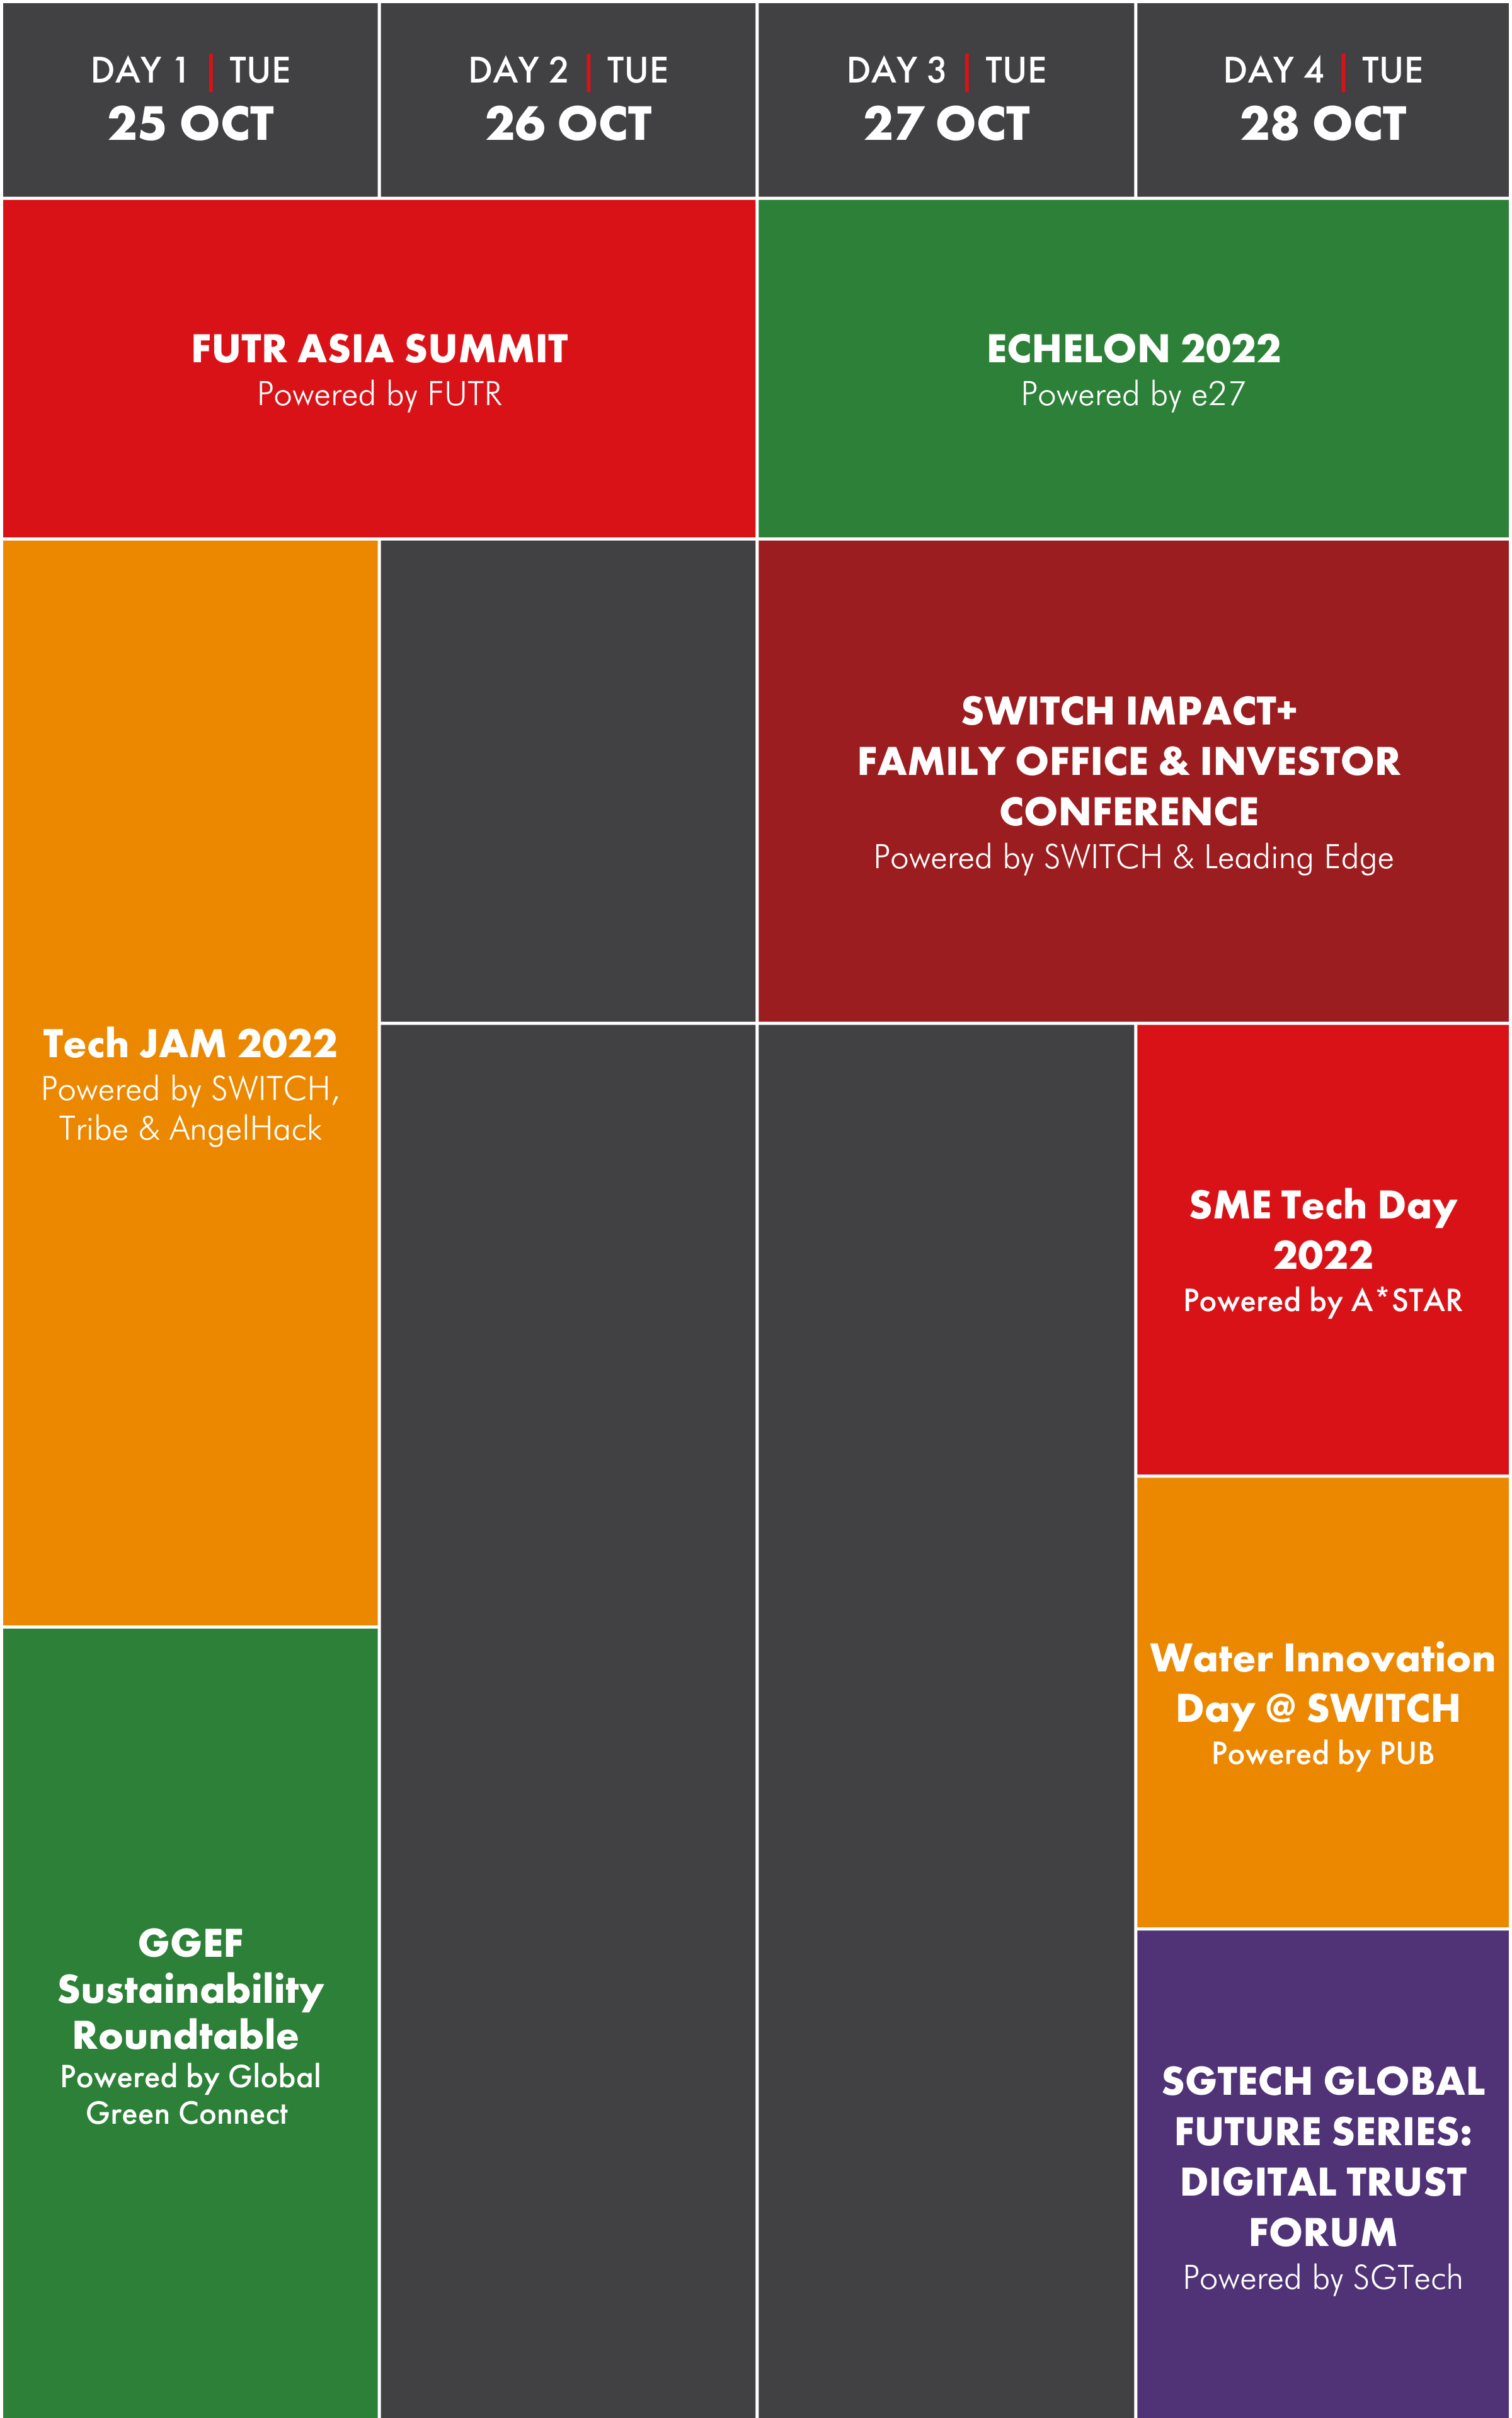 DAY 1 | TUE
25 OCT
DAY 2 | TUE
26 OCT
DAY 3 | TUE
27 OCT
DAY 4 | TUE
28 OCT
FUTR ASIA SUMMIT
Powered by FUTR
ECHELON 2022
Powered by e27
SWITCH IMPACT+
FAMILY OFFICE & INVESTOR
CONFERENCE
Powered by SWITCH & Leading Edge
Tech JAM 2022
Powered by SWITCH,
Tribe & AngelHack
SME Tech Day
2022
Powered by A*STAR
Water Innovation
Day @ SWITCH
Powered by PUB
GGEF
Sustainability
Roundtable
Powered by Global
Green Connect
SGTECH GLOBAL
FUTURE SERIES:
DIGITAL TRUST
FORUM
Powered by SGTech